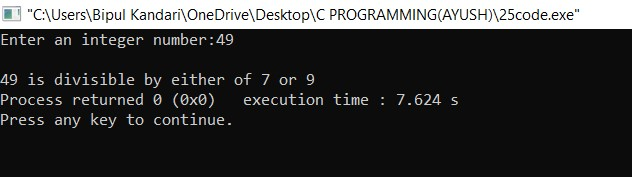 "C:\Users\Bipul Kandari\OneDrive\Desktop\C PROGRAMMING(AYUSH)\25code.exe"
Enter an integer number:49
49 is divisible by either of 7 or 9
Process returned 0 (0x0)   execution time : 7.624 s
Press any key to continue.